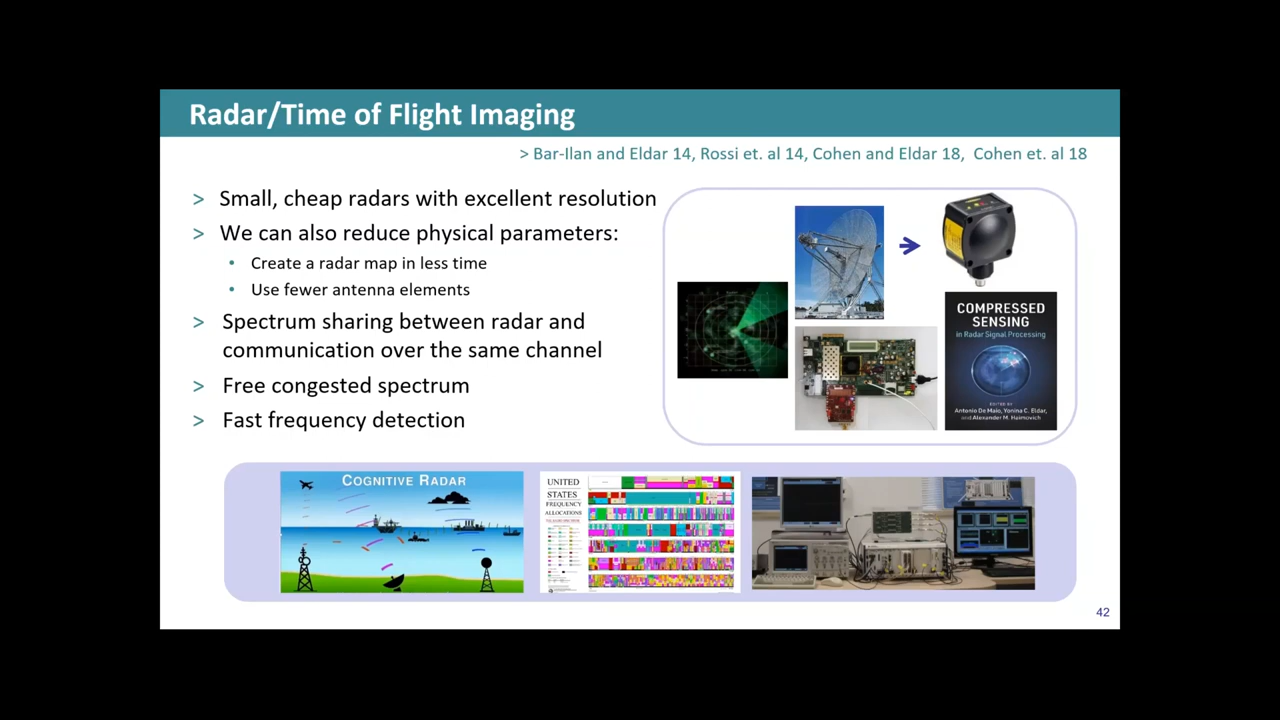 Radar/Time of Flight Imaging
> Bar-Ilan and Eldar 14, Rossi et. al 14, Cohen and Eldar 18, Cohen et. al 18
> Small, cheap radars with excellent resolution
> We can also reduce physical parameters:
• Create a radar map in less time
• Use fewer antenna elements
> Spectrum sharing between radar and
communication over the same channel
> Free congested spectrum
> Fast frequency detection
COMPRESSED
SENSING
in Radar Signal Processing
EDITED BY
Antonio De Maio, Yonina C. Eldar,
and Alexander M. Haimovich
COGNITIVE RADAR
UNITED
STATES
FREQUENCY
ALLOCATIONS
THE RADIO SPECTRUM
42